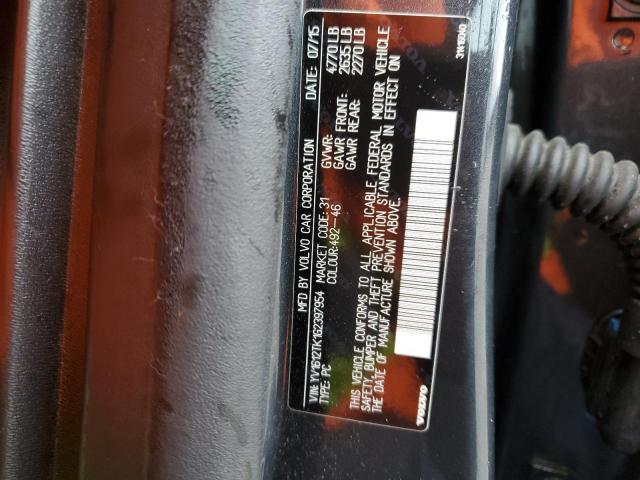 MFD BY VOLVO CAR CORPORATION DATE: 07/15
VIN: YV1612TK1G2397954 MARKET CODE: 31 GVWR: 4770 LB
TYPE: PC COLOUR:492-46 GAWR FRONT: 2635 LB
GAWR REAR: 2270 LB
THIS VEHICLE CONFORMS TO ALL APPLICABLE FEDERAL MOTOR VEHICLE
SAFETY, BUMPER AND THEFT PREVENTION STANDARDS IN EFFECT ON
THE DATE OF MANUFACTURE SHOWN ABOVE.
VOLVO